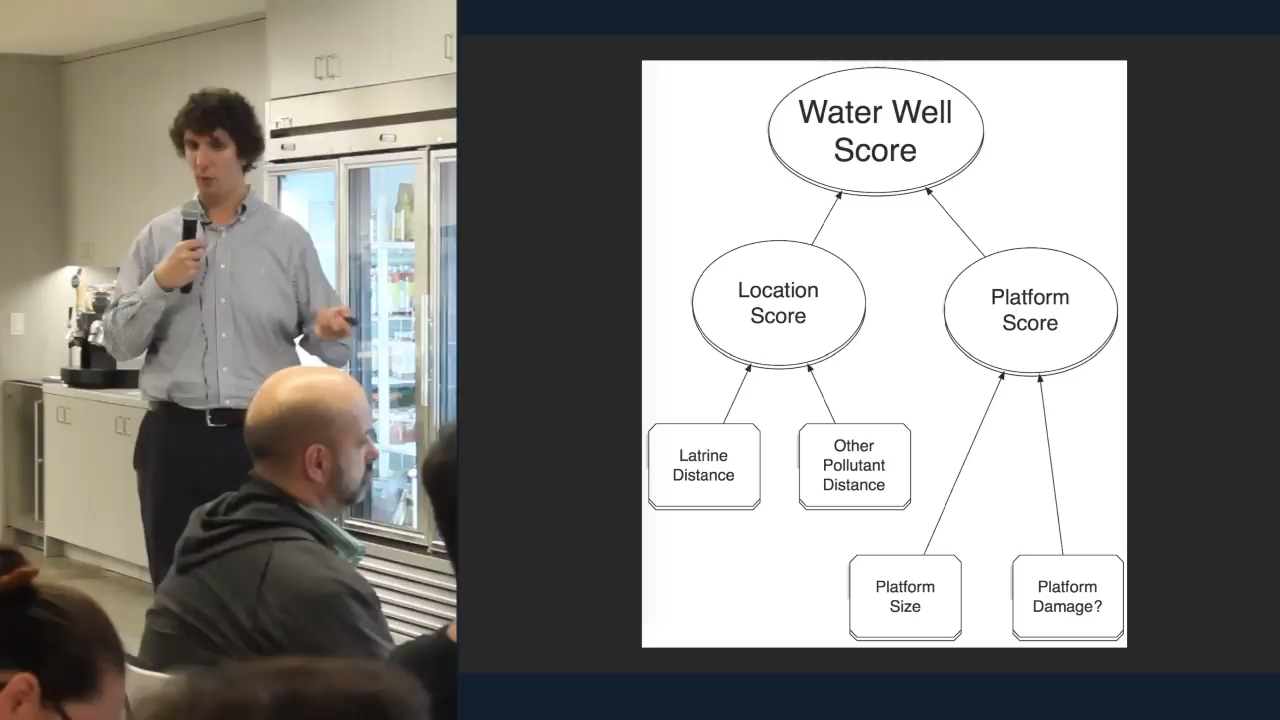 Water Well
Score
Location
Score
Platform
Score
Latrine
Distance
Other
Pollutant
Distance
Platform
Size
Platform
Damage?